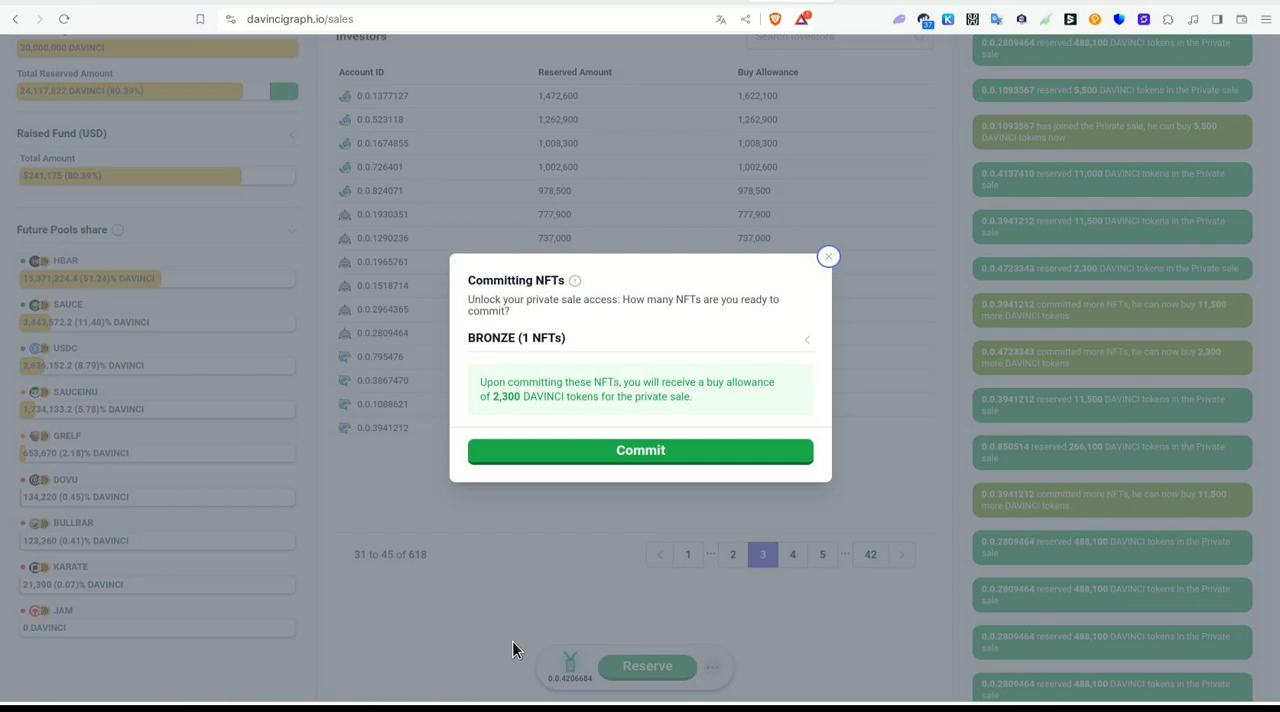 davincigraph.io/sales
37
1
30,000,000 DAVINCI
Total Reserved Amount
24,117,822 DAVINCI (80.39%)
Raised Fund (USD)
Total Amount
$241,175 (80.39%)
Future Pools share
HBAR
15,371,224.4 (51.24)% DAVINCI
SAUCE
3,443,572.2 (11.48)% DAVINCI
USDC
2,636,152.2 (8.79)% DAVINCI
SAUCEINU
1,734,133.2 (5.78)% DAVINCI
GRELF
653,670 (2.18)% DAVINCI
DOVU
134,220 (0.45)% DAVINCI
BULLBAR
123,360 (0.41)% DAVINCI
KARATE
21,390 (0.07)% DAVINCI
JAM
0 DAVINCI
Investors
Search investors
Account ID Reserved Amount Buy Allowance
0.0.1377127 1,472,600 1,622,100
0.0.523118 1,262,900 1,262,900
0.0.1674855 1,008,300 1,008,300
0.0.726401 1,002,600 1,002,600
0.0.824071 978,500 978,500
0.0.1930351 777,900 777,900
0.0.1290236 737,000 737,000
0.0.1965761
0.0.1518714
0.0.2964365
0.0.2809464
0.0.795476
0.0.3867470
0.0.1088621
0.0.3941212
Committing NFTs
Unlock your private sale access: How many NFTs are you ready to
commit?
BRONZE (1 NFTs)
Upon committing these NFTs, you will receive a buy allowance
of 2,300 DAVINCI tokens for the private sale.
Commit
31 to 45 of 618
1 ... 2 3 4 5 ... 42
0.0.4206684
Reserve
0.0.2809464 reserved 488,100 DAVINCI tokens in the Private
sale
0.0.1093567 reserved 5,500 DAVINCI tokens in the Private sale
0.0.1093567 has joined the Private sale, he can buy 5,500
DAVINCI tokens now
0.0.4137410 reserved 11,000 DAVINCI tokens in the Private
sale
0.0.3941212 reserved 11,500 DAVINCI tokens in the Private
sale
0.0.4723343 reserved 2,300 DAVINCI tokens in the Private sale
0.0.3941212 committed more NFTs, he can now buy 11,500
more DAVINCI tokens
0.0.4723343 committed more NFTs, he can now buy 2,300
more DAVINCI tokens
0.0.3941212 reserved 11,500 DAVINCI tokens in the Private
sale
0.0.850514 reserved 266,100 DAVINCI tokens in the Private
sale
0.0.3941212 committed more NFTs, he can now buy 11,500
more DAVINCI tokens
0.0.2809464 reserved 488,100 DAVINCI tokens in the Private
sale
0.0.2809464 reserved 488,100 DAVINCI tokens in the Private
sale
0.0.2809464 reserved 488,100 DAVINCI tokens in the Private
sale
0.0.2809464 reserved 488,100 DAVINCI tokens in the Private
sale